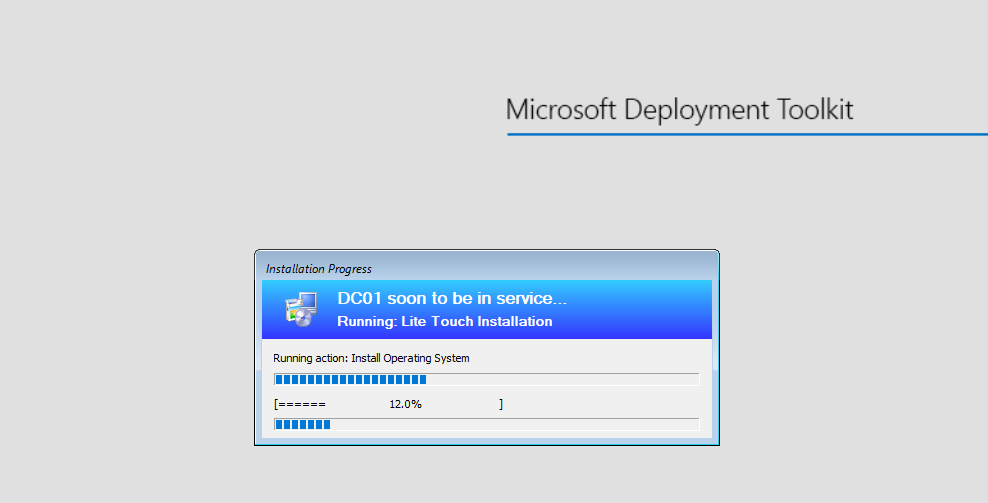 Microsoft Deployment Toolkit
Installation Progress
DC01 soon to be in service...
Running: Lite Touch Installation
Running action: Install Operating System
[====== 12.0% ]